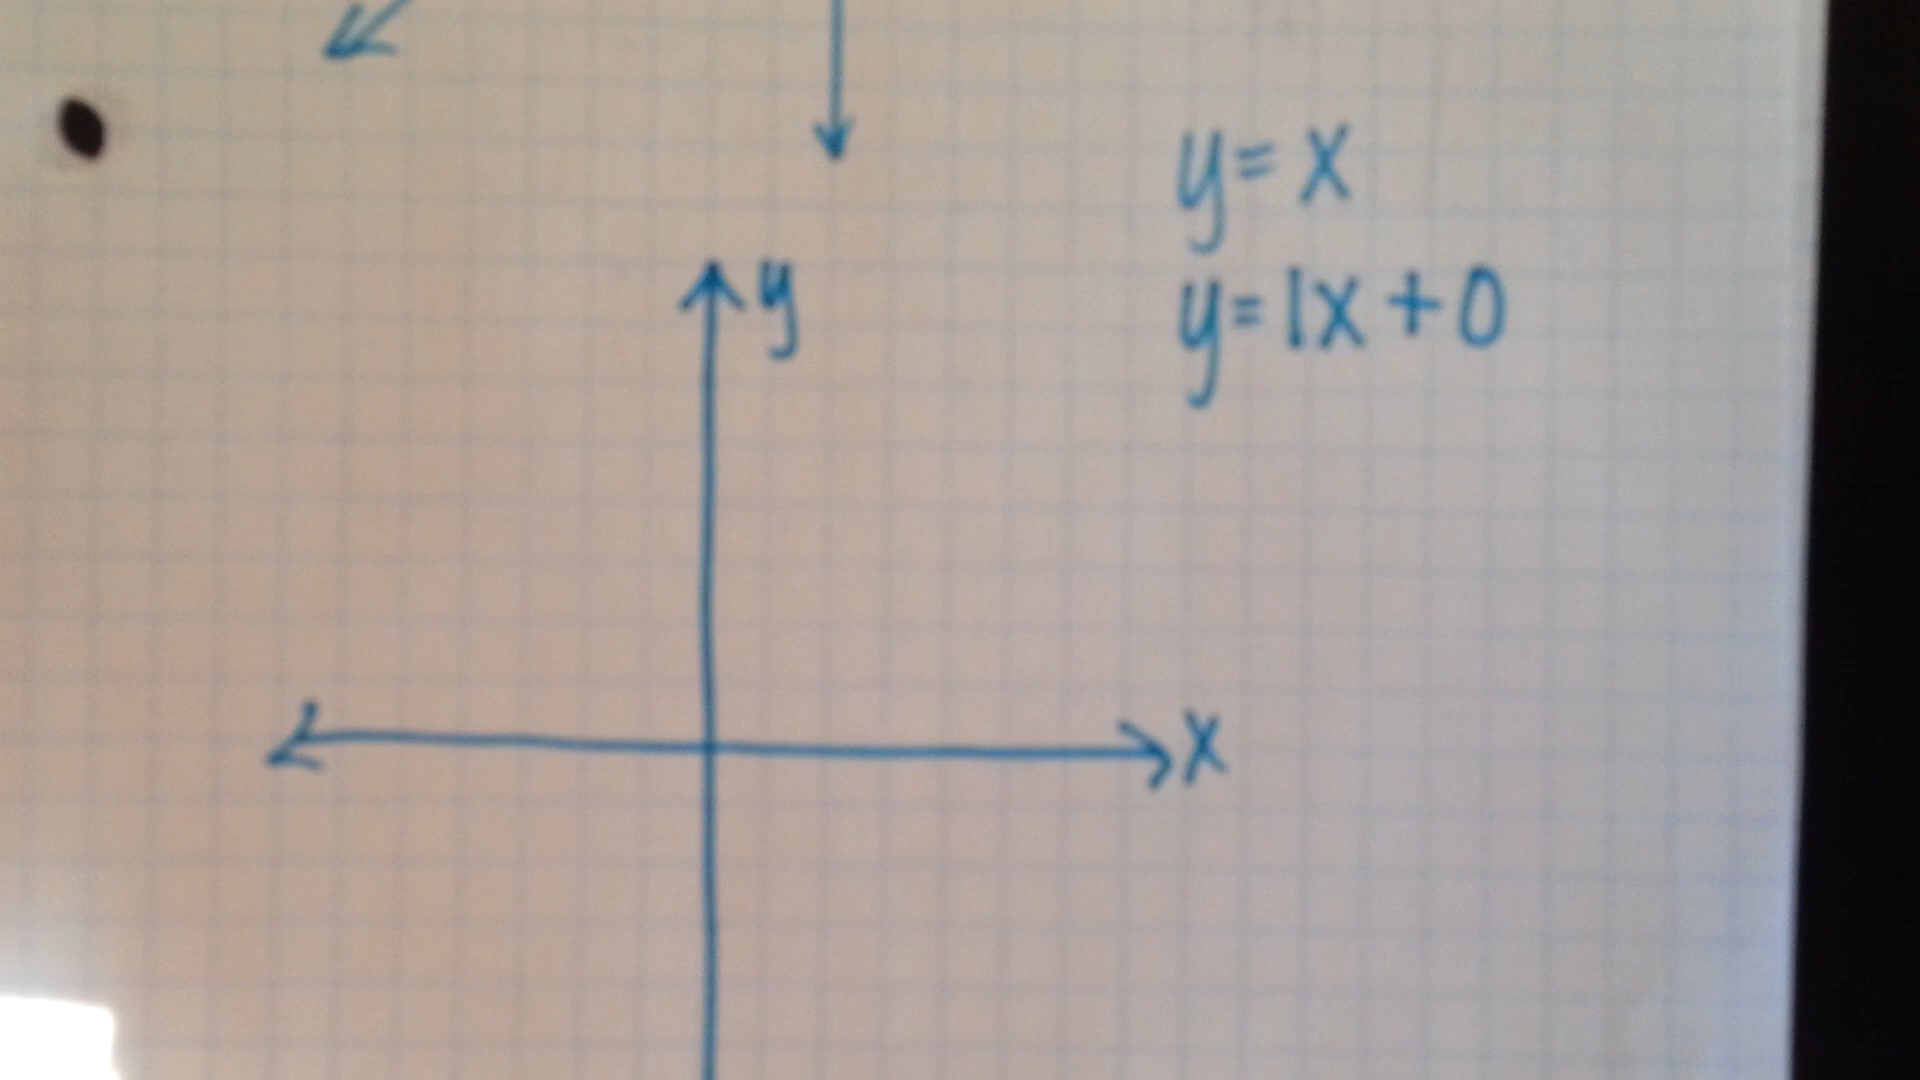 y = x
y = 1x + 0
y
x